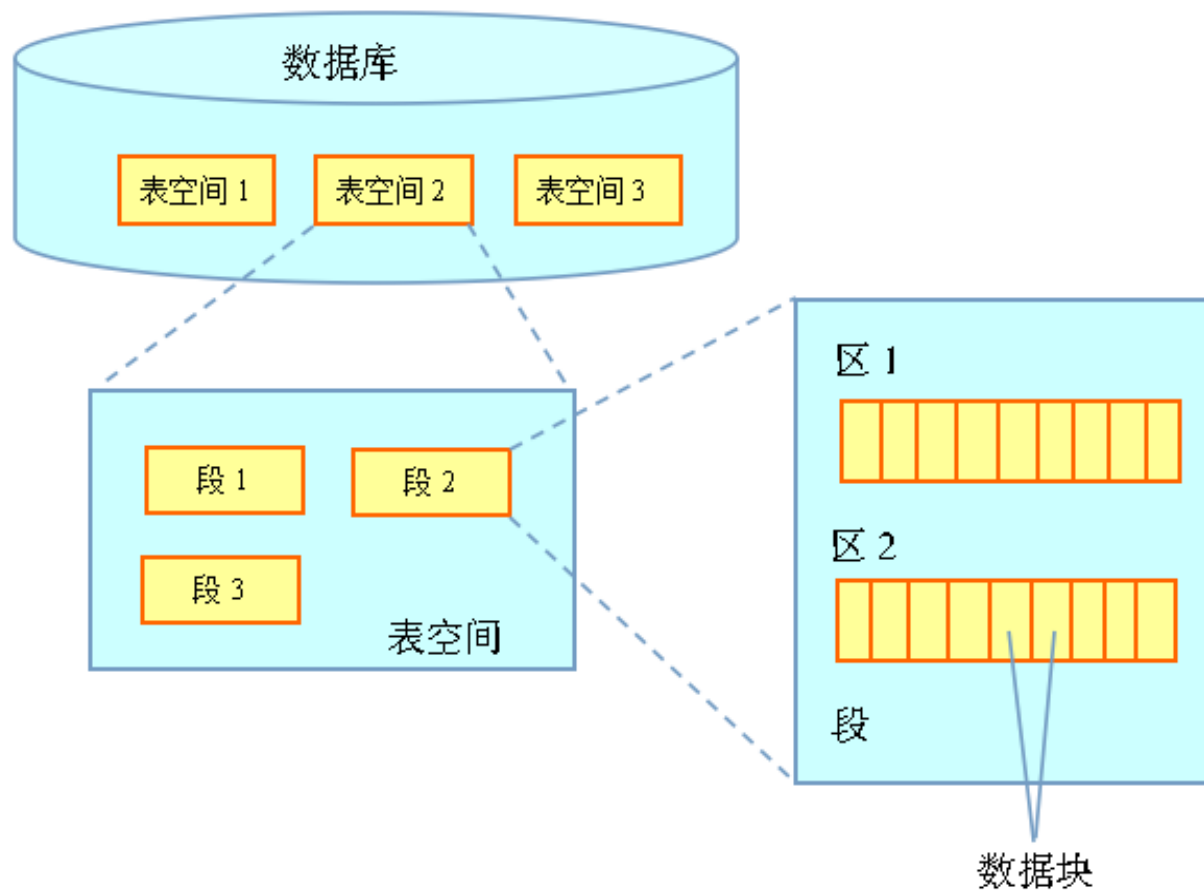 数据库
表空间 1
表空间 2
表空间 3
段 1
段 2
段 3
表空间
区 1
区 2
段
数据块